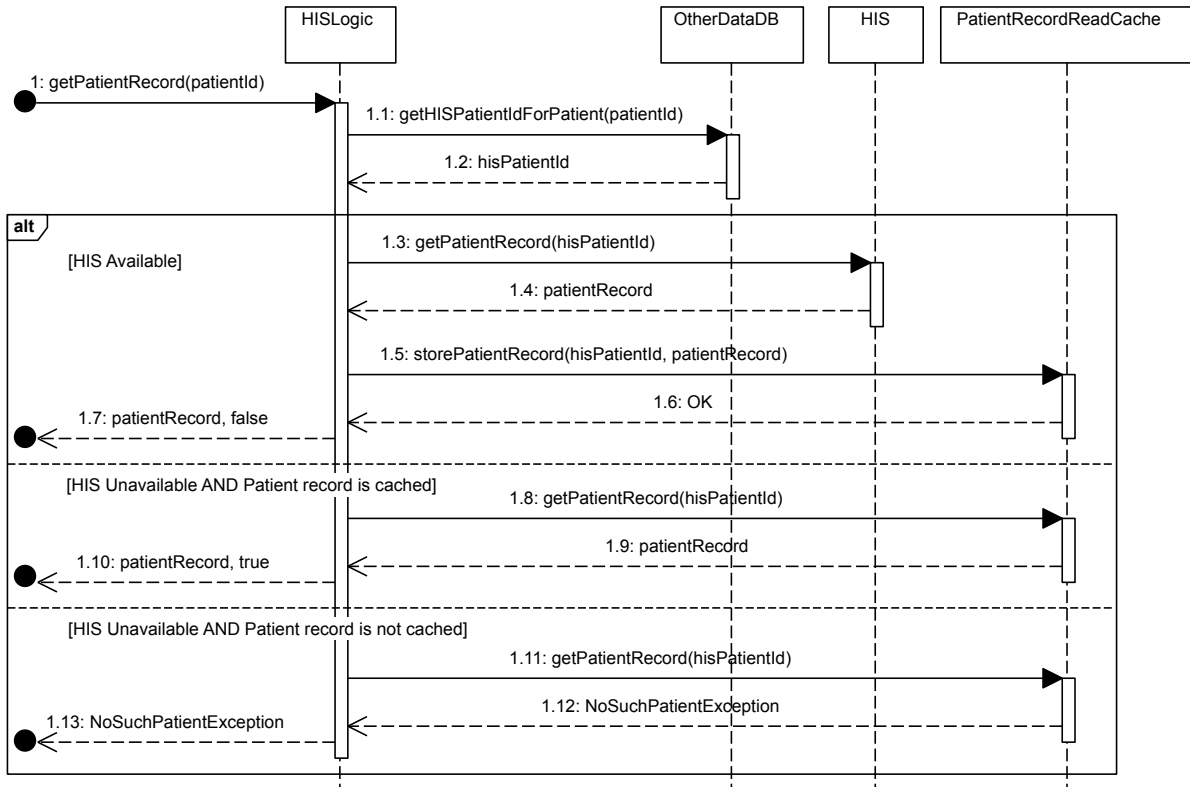 HISLogic
OtherDataDB
HIS
PatientRecordReadCache
1: getPatientRecord(patientId)
1.1: getHISPatientIdForPatient(patientId)
1.2: hisPatientId
alt
[HIS Available]
1.3: getPatientRecord(hisPatientId)
1.4: patientRecord
1.5: storePatientRecord(hisPatientId, patientRecord)
1.6: OK
1.7: patientRecord, false
[HIS Unavailable AND Patient record is cached]
1.8: getPatientRecord(hisPatientId)
1.9: patientRecord
1.10: patientRecord, true
[HIS Unavailable AND Patient record is not cached]
1.11: getPatientRecord(hisPatientId)
1.12: NoSuchPatientException
1.13: NoSuchPatientException